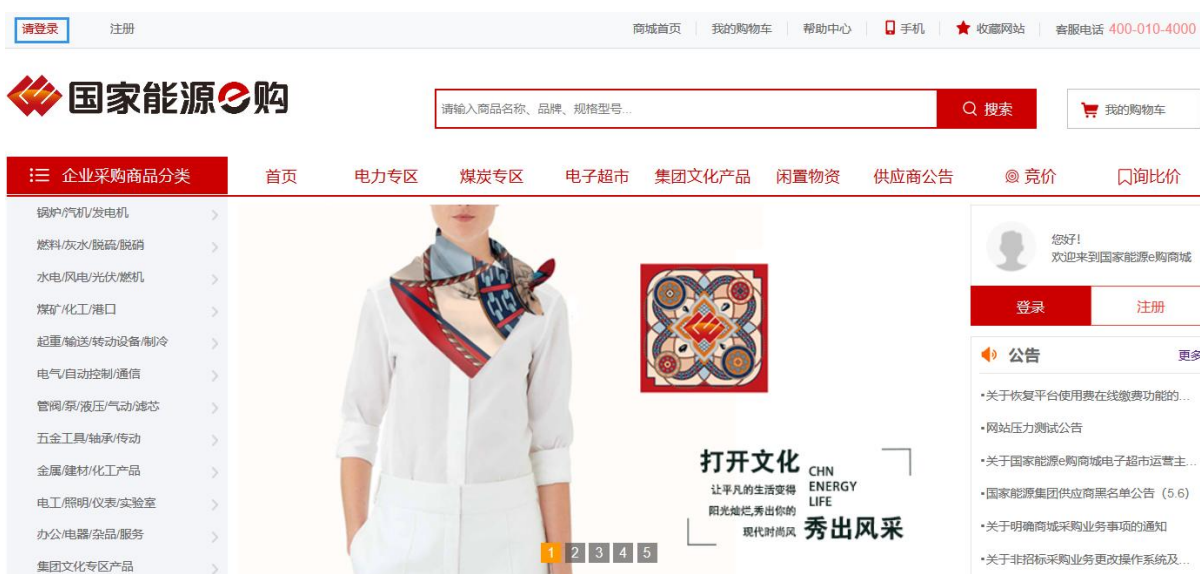 请登录 注册 商城首页 我的购物车 帮助中心 手机 收藏网站 客服电话 400-010-4000
国家能源e购
请输入商品名称、品牌、规格型号... 搜索 我的购物车
企业采购商品分类 首页 电力专区 煤炭专区 电子超市 集团文化产品 闲置物资 供应商公告 竞价 询比价
锅炉/汽机/发电机
燃料/灰水/脱硫/脱硝
水电/风电/光伏/燃机
煤矿/化工/港口
起重/输送/转动设备/制冷
电气/自动控制/通信
管阀/泵/液压/气动/滤芯
五金工具/轴承/传动
金属/建材/化工产品
电工/照明/仪表/实验室
办公/电器/杂品/服务
集团文化专区产品
打开文化 CHN
让平凡的生活变得 ENERGY
阳光灿烂,秀出你的 LIFE
现代时尚风 秀出风采
1 2 3 4 5
您好!
欢迎来到国家能源e购商城
登录 注册
公告 更多
•关于恢复平台使用费在线缴费功能的...
•网站压力测试公告
•关于国家能源e购商城电子超市运营主...
•国家能源集团供应商黑名单公告（5.6）
•关于明确商城采购业务事项的通知
•关于非招标采购业务更改操作系统及...